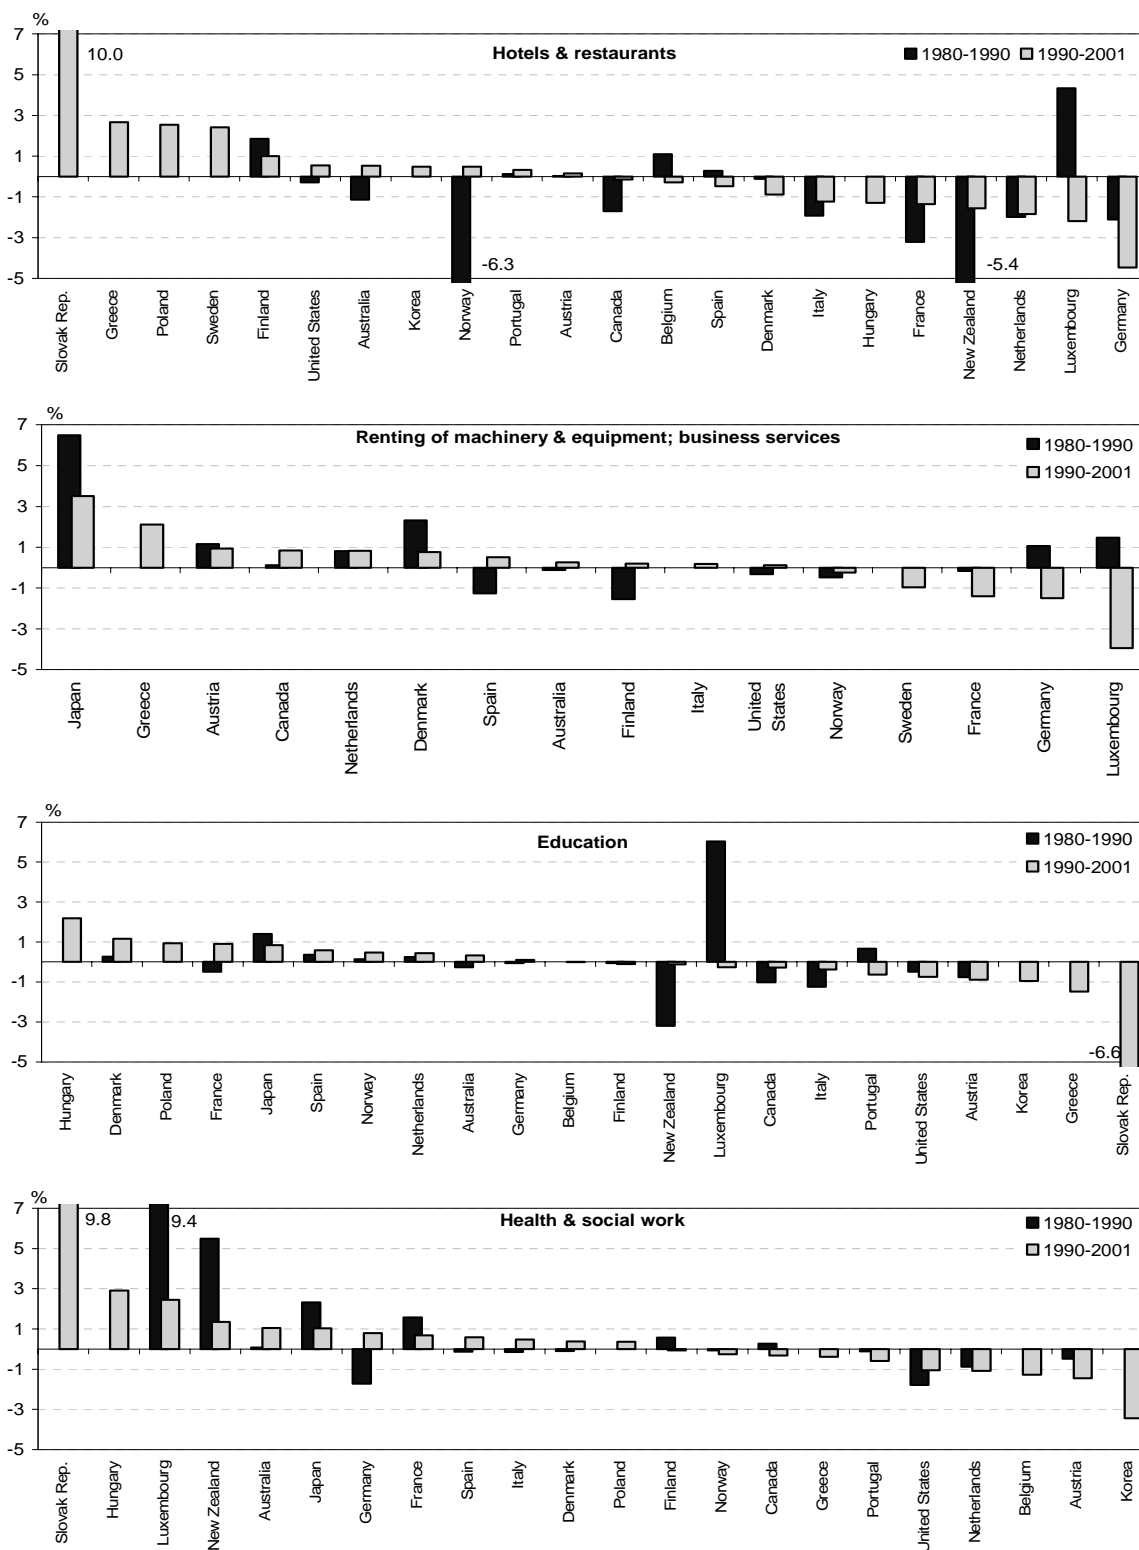 %
7
5
3
1
-1
-3
-5
10.0
Hotels & restaurants
1980-1990
1990-2001
-6.3
-5.4
Slovak Rep.
Greece
Poland
Sweden
Finland
United States
Australia
Korea
Norway
Portugal
Austria
Canada
Belgium
Spain
Denmark
Italy
Hungary
France
New Zealand
Netherlands
Luxembourg
Germany
%
7
5
3
1
-1
-3
-5
Renting of machinery & equipment; business services
1980-1990
1990-2001
Japan
Greece
Austria
Canada
Netherlands
Denmark
Spain
Australia
Finland
Italy
United
States
Norway
Sweden
France
Germany
Luxembourg
%
7
5
3
1
-1
-3
-5
Education
1980-1990
1990-2001
-6.6
Hungary
Denmark
Poland
France
Japan
Spain
Norway
Netherlands
Australia
Germany
Belgium
Finland
New Zealand
Luxembourg
Canada
Italy
Portugal
United States
Austria
Korea
Greece
Slovak Rep.
%
7
5
3
1
-1
-3
-5
9.8
9.4
Health & social work
1980-1990
1990-2001
Slovak Rep.
Hungary
Luxembourg
New Zealand
Australia
Japan
Germany
France
Spain
Italy
Denmark
Poland
Finland
Norway
Canada
Greece
Portugal
United States
Netherlands
Belgium
Austria
Korea